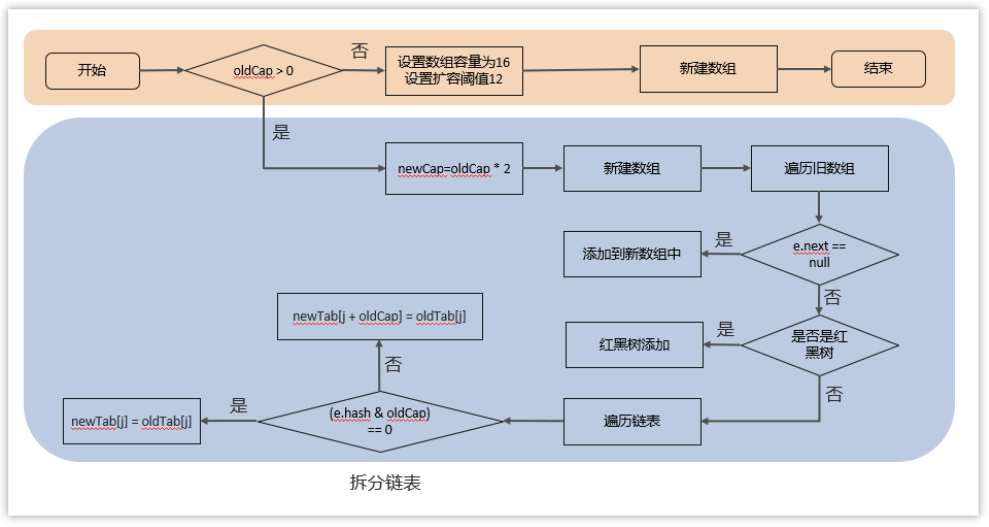 开始
oldCap > 0
否
设置数组容量为16
设置扩容阈值12
新建数组
结束
是
newCap=oldCap * 2
新建数组
遍历旧数组
e.next ==
null
是
添加到新数组中
否
是否是红
黑树
是
红黑树添加
否
遍历链表
(e.hash & oldCap)
== 0
否
newTab[j + oldCap] = oldTab[j]
是
newTab[j] = oldTab[j]
拆分链表